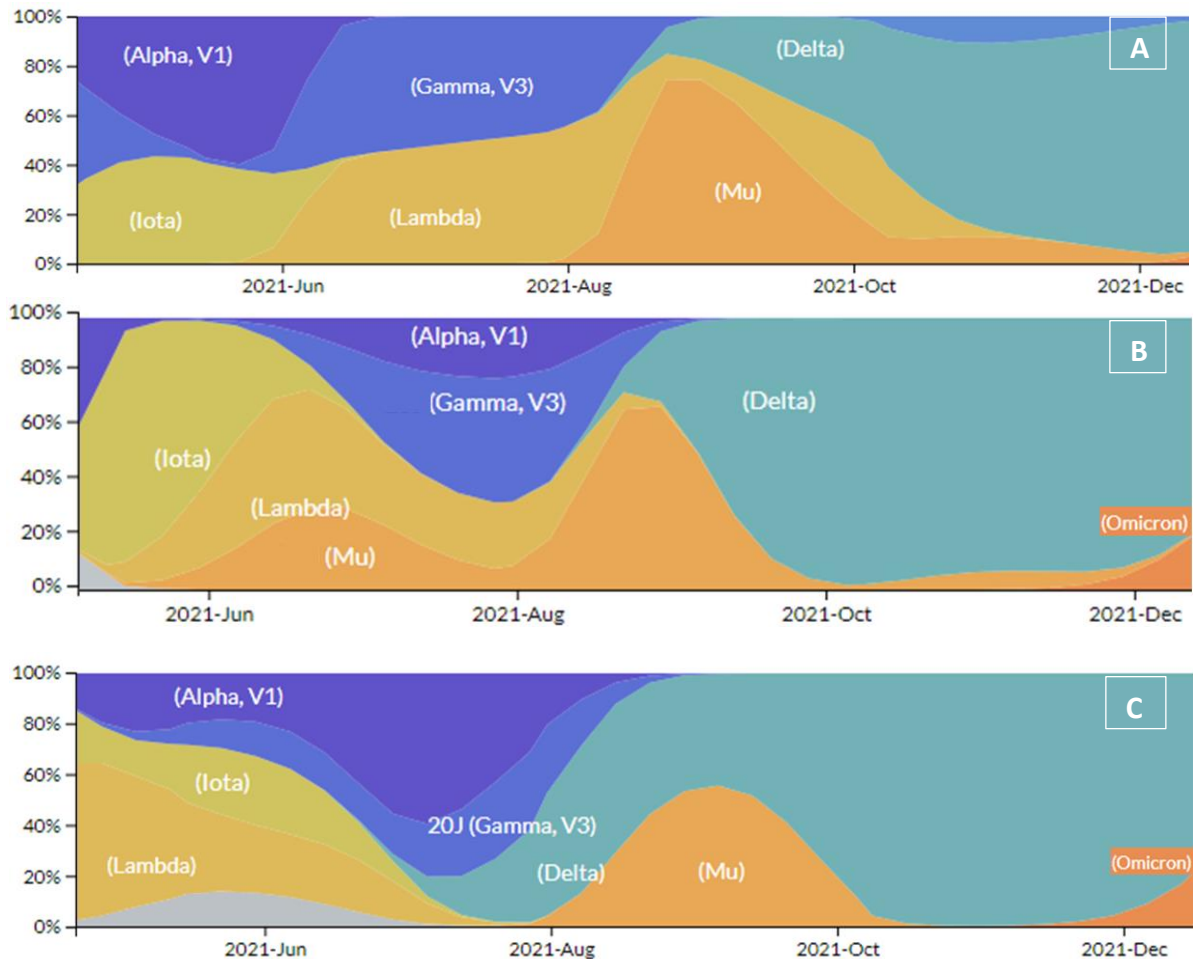 100%
A
(Alpha, V1)
(Delta)
80%
(Gamma, V3)
60%
40%
(Iota)
(Lambda)
(Mu)
20%
0%
2021-Jun
2021-Aug
2021-Oct
2021-Dec
100%
B
(Alpha, V1)
80%
(Gamma, V3)
(Delta)
60%
(Iota)
40%
(Lambda)
(Omicron)
20%
(Mu)
0%
2021-Jun
2021-Aug
2021-Oct
2021-Dec
100%
C
(Alpha, V1)
80%
(Iota)
60%
40%
20J (Gamma, V3)
(Lambda)
(Delta)
(Mu)
(Omicron)
20%
0%
2021-Jun
2021-Aug
2021-Oct
2021-Dec